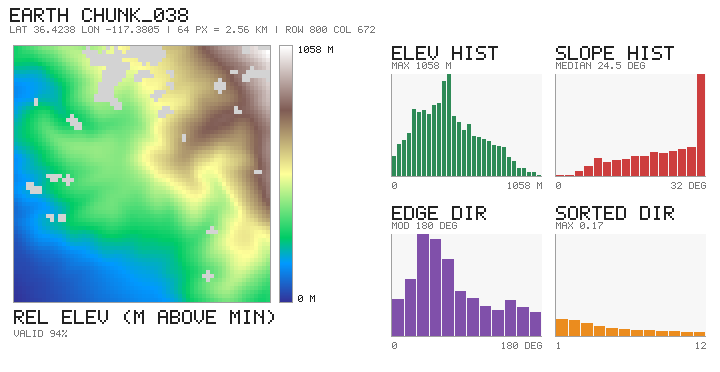 EARTH CHUNK_038
LAT 36.4238 LON -117.3805 | 64 PX = 2.56 KM | ROW 800 COL 672
1058 M
0 M
REL ELEV (M ABOVE MIN)
VALID 94%
ELEV HIST
MAX 1058 M
0 1058 M
SLOPE HIST
MEDIAN 24.5 DEG
0 32 DEG
EDGE DIR
MOD 180 DEG
0 180 DEG
SORTED DIR
MAX 0.17
1 12